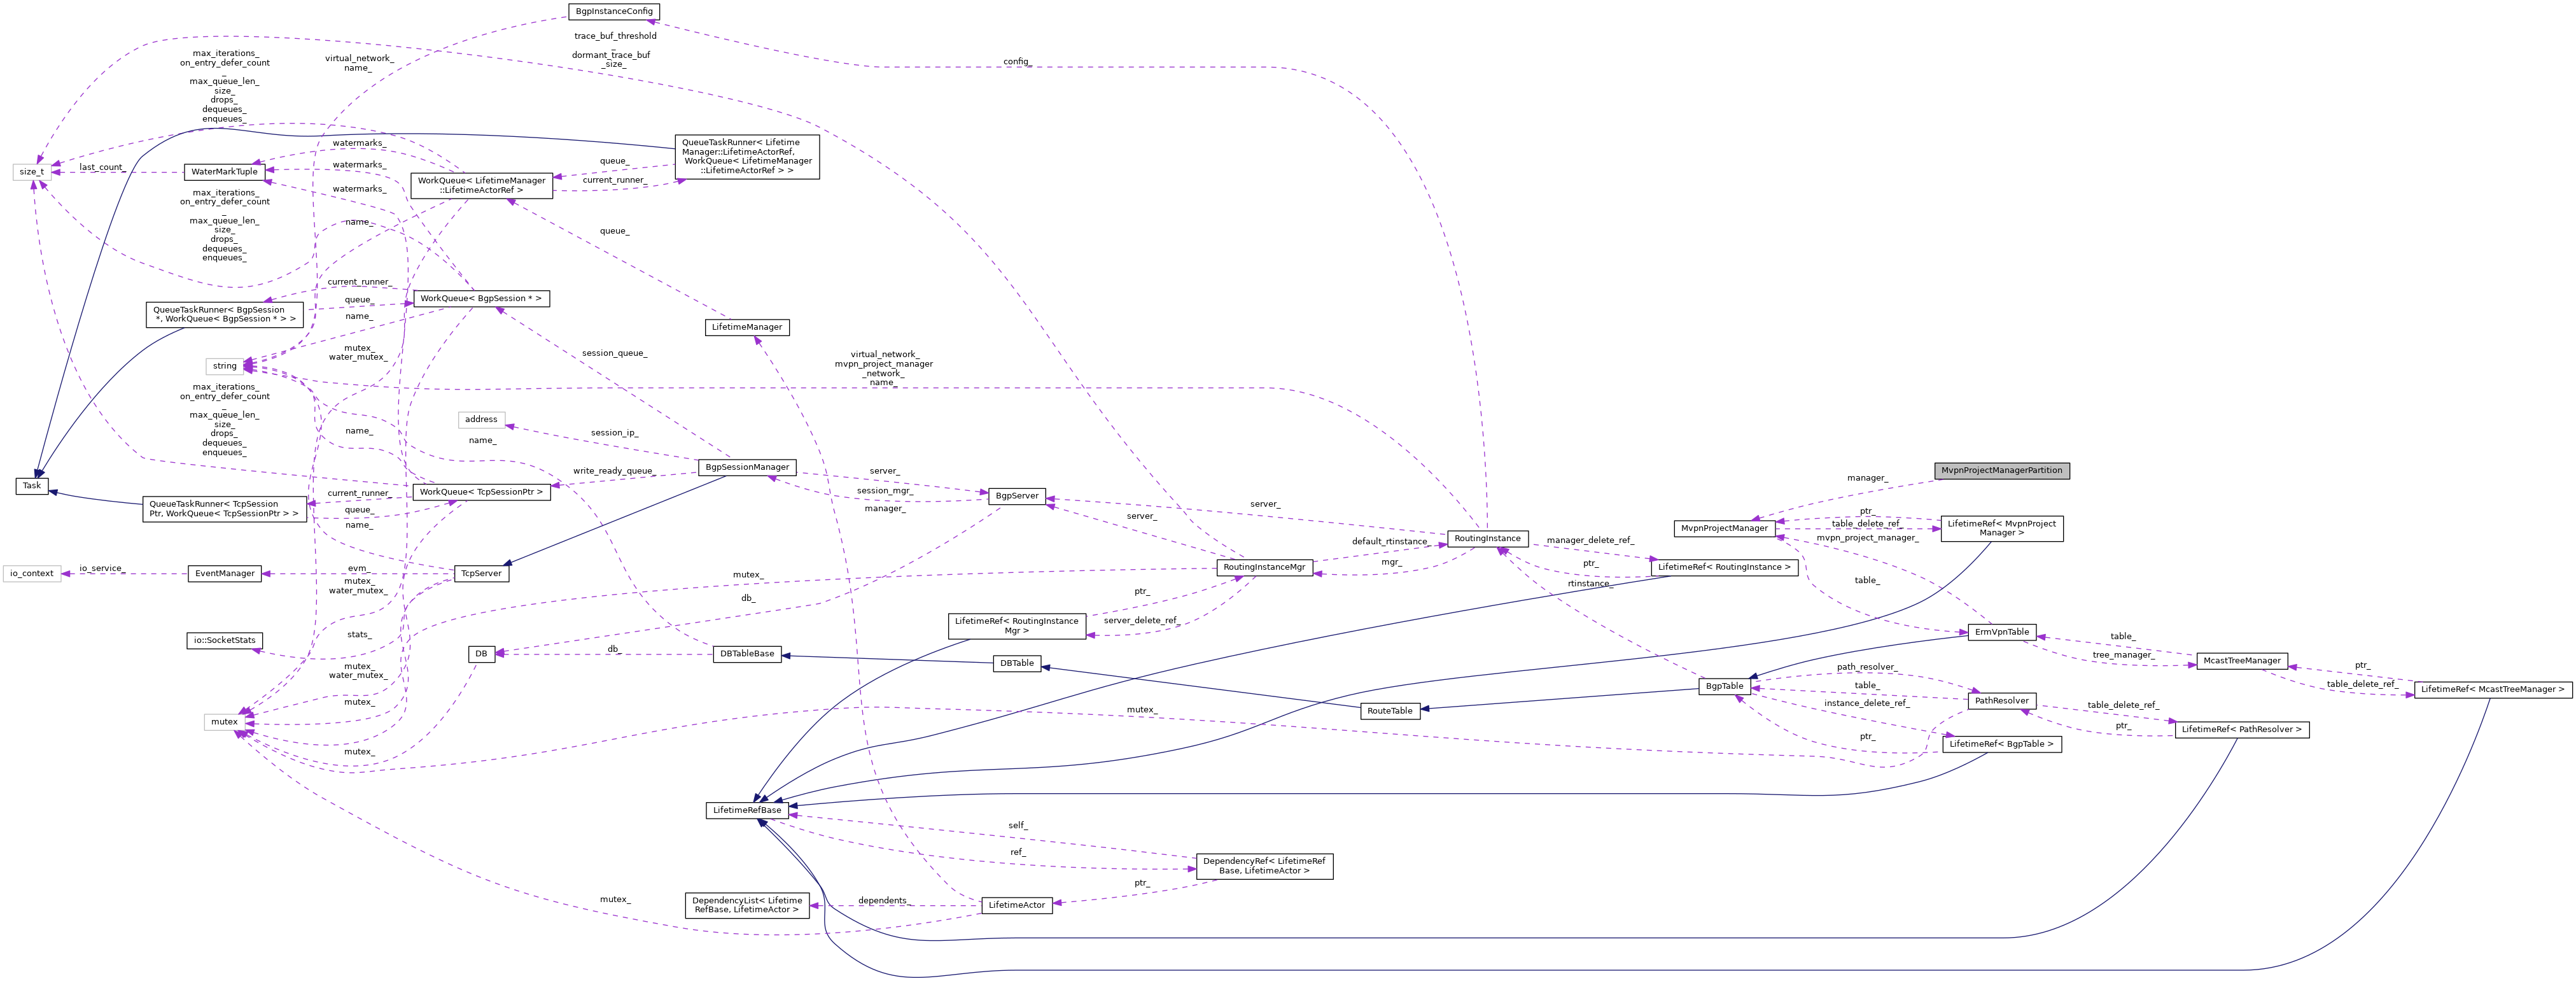 BgpInstanceConfig
trace_buf_threshold
_
dormant_trace_buf
_size_
max_iterations_
on_entry_defer_count
_
max_queue_len_
size_
drops_
dequeues_
enqueues_
virtual_network_
name_
config_
QueueTaskRunner< Lifetime
Manager::LifetimeActorRef,
WorkQueue< LifetimeManager
::LifetimeActorRef > >
watermarks_
queue_
last_count_
watermarks_
size_t
WaterMarkTuple
WorkQueue< LifetimeManager
::LifetimeActorRef >
current_runner_
watermarks_
max_iterations_
on_entry_defer_count
_
max_queue_len_
size_
drops_
dequeues_
enqueues_
name_
queue_
current_runner_
WorkQueue< BgpSession * >
queue_
QueueTaskRunner< BgpSession
*, WorkQueue< BgpSession * > >
name_
LifetimeManager
mutex_
water_mutex_
session_queue_
virtual_network_
mvpn_project_manager
_network_
name_
string
max_iterations_
on_entry_defer_count
_
max_queue_len_
size_
drops_
dequeues_
enqueues_
address
name_
session_ip_
name_
BgpSessionManager
server_
write_ready_queue_
MvpnProjectManagerPartition
manager_
Task
current_runner_
WorkQueue< TcpSessionPtr >
session_mgr_
BgpServer
QueueTaskRunner< TcpSession
Ptr, WorkQueue< TcpSessionPtr > >
queue_
manager_
server_
ptr_
name_
server_
table_delete_ref_
MvpnProjectManager
LifetimeRef< MvpnProject
Manager >
RoutingInstance
default_rtinstance_
manager_delete_ref_
mvpn_project_manager_
io_context
io_service_
EventManager
evm_
TcpServer
mutex_
RoutingInstanceMgr
mgr_
ptr_
LifetimeRef< RoutingInstance >
mutex_
water_mutex_
rtinstance_
table_
ptr_
db_
LifetimeRef< RoutingInstance
Mgr >
server_delete_ref_
io::SocketStats
stats_
ErmVpnTable
table_
DB
db_
DBTableBase
DBTable
tree_manager_
McastTreeManager
mutex_
water_mutex_
path_resolver_
ptr_
BgpTable
table_
table_delete_ref_
LifetimeRef< McastTreeManager >
mutex_
instance_delete_ref_
PathResolver
table_delete_ref_
RouteTable
mutex_
mutex
ptr_
LifetimeRef< PathResolver >
ptr_
LifetimeRef< BgpTable >
mutex_
LifetimeRefBase
self_
ref_
DependencyRef< LifetimeRef
Base, LifetimeActor >
ptr_
mutex_
DependencyList< Lifetime
RefBase, LifetimeActor >
dependents_
LifetimeActor